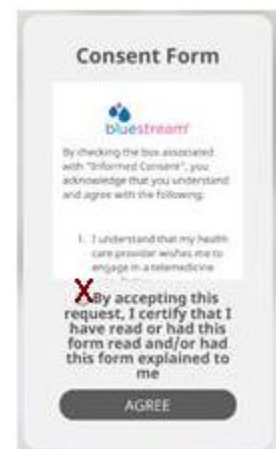 Consent Form
bluestream
By checking the box associated
with "Informed Consent", you
acknowledge that you understand
and agree with the following:
1. I understand that my health
care provider wishes me to
engage in a telemedicine
X By accepting this
request, I certify that I
have read or had this
form read and/or had
this form explained to
me
AGREE